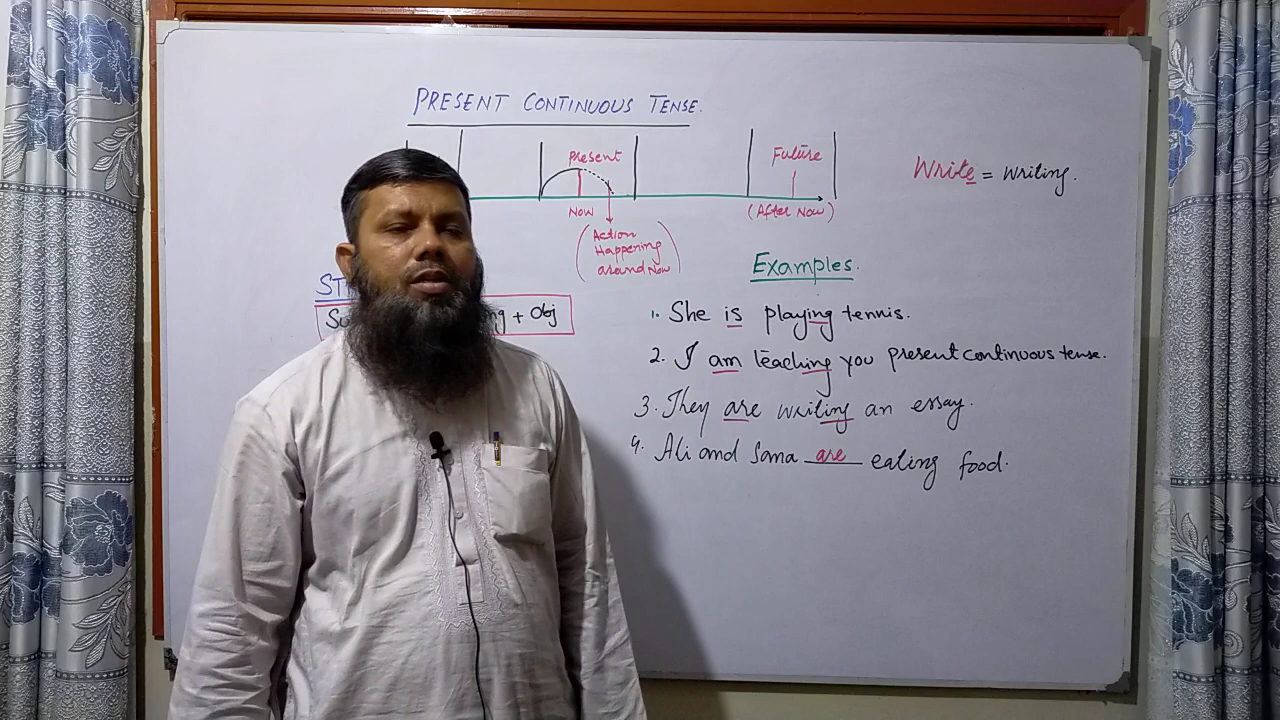 PRESENT CONTINUOUS TENSE.
Present
Future
Now
(After Now)
(Action
Happening
around Now)
Write = Writing.
Examples.
+ Obj
1. She is playing tennis.
2. I am teaching you present continuous tense.
3. They are writing an essay.
4. Ali and Sana are eating food.